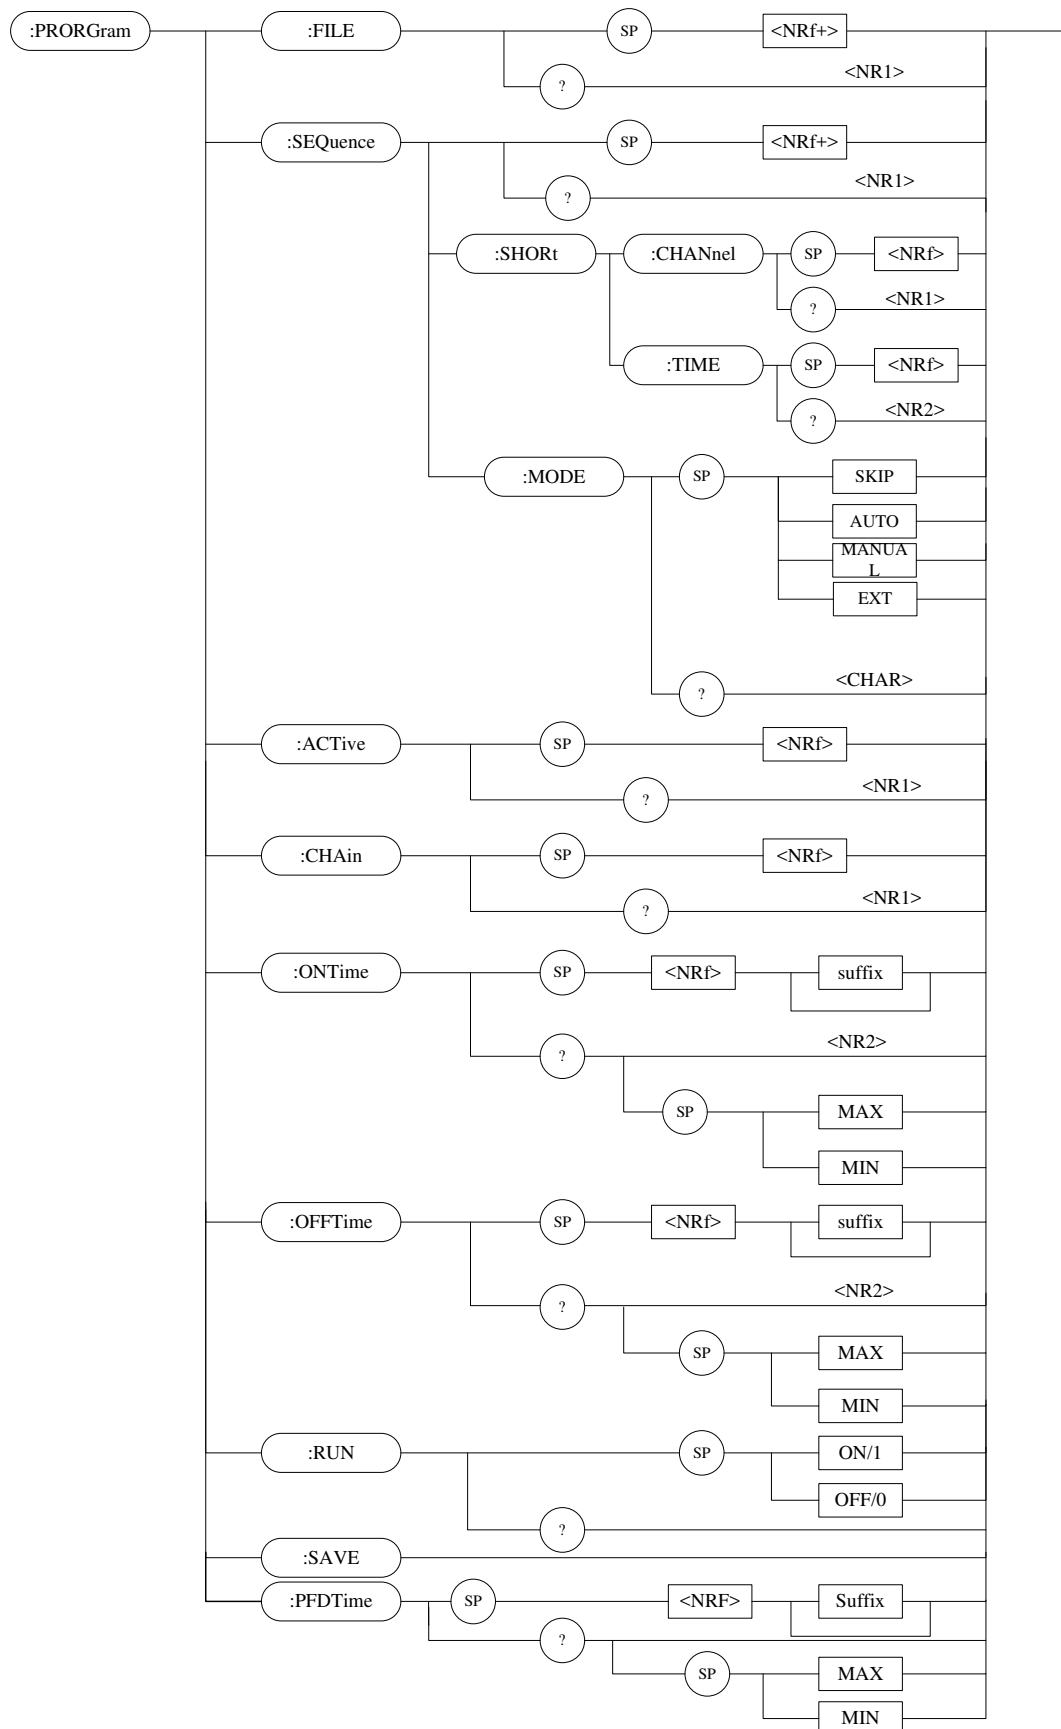 :PRORGram :FILE SP <NRf+>
? <NR1>
:SEQuence SP <NRf+>
? <NR1>
:SHORt :CHANnel SP <NRf>
? <NR1>
:TIME SP <NRf>
? <NR2>
:MODE SP SKIP
AUTO
MANUA
L
EXT
? <CHAR>
:ACTive SP <NRf>
? <NR1>
:CHAin SP <NRf>
? <NR1>
:ONTime SP <NRf> suffix
? <NR2>
SP MAX
MIN
:OFFTime SP <NRf> suffix
? <NR2>
SP MAX
MIN
:RUN SP ON/1
OFF/0
?
:SAVE
:PFDTime SP <NRF> Suffix
?
SP MAX
MIN